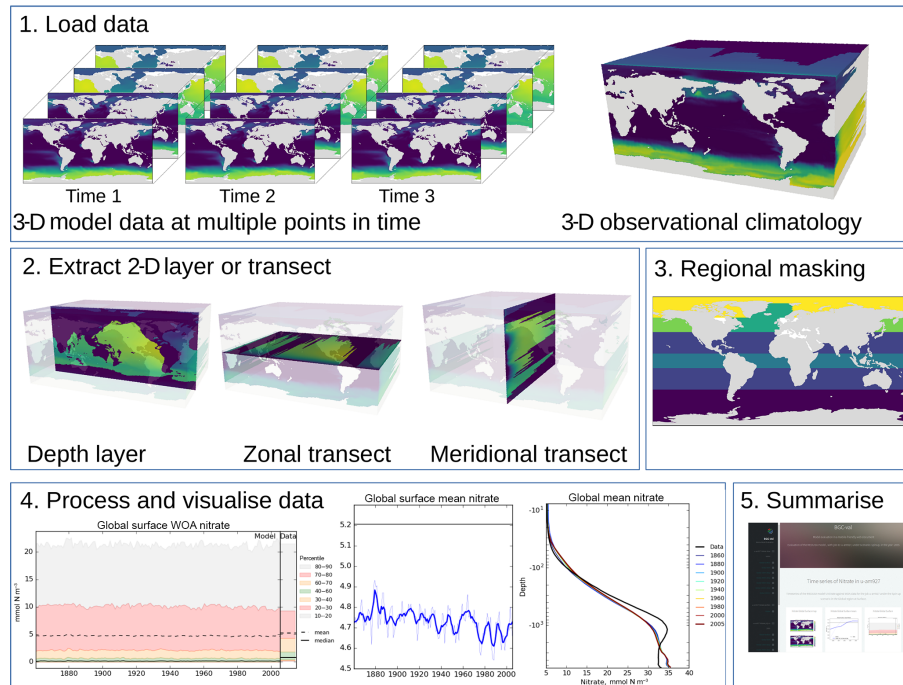 1. Load data
Time 1
Time 2
Time 3
3-D model data at multiple points in time
3-D observational climatology
2. Extract 2-D layer or transect
Depth layer
Zonal transect
Meridional transect
3. Regional masking
4. Process and visualise data
Global surface WOA nitrate
Model Data
mmol N m⁻³
20
15
10
5
0
1880 1900 1920 1940 1960 1980 2000
Percentile
80−90
70−80
60−70
40−60
30−40
20−30
10−20
mean
median
Global surface mean nitrate
5.2
5.1
5.0
4.9
4.8
4.7
4.6
4.5
1880 1900 1920 1940 1960 1980 2000
Global mean nitrate
Depth
-10¹
-10²
-10³
5 10 15 20 25 30 35 40
Nitrate, mmol N m⁻³
Data
1860
1880
1900
1920
1940
1960
1980
2000
2005
5. Summarise
BGC-val
Time series of Nitrate in u-am927